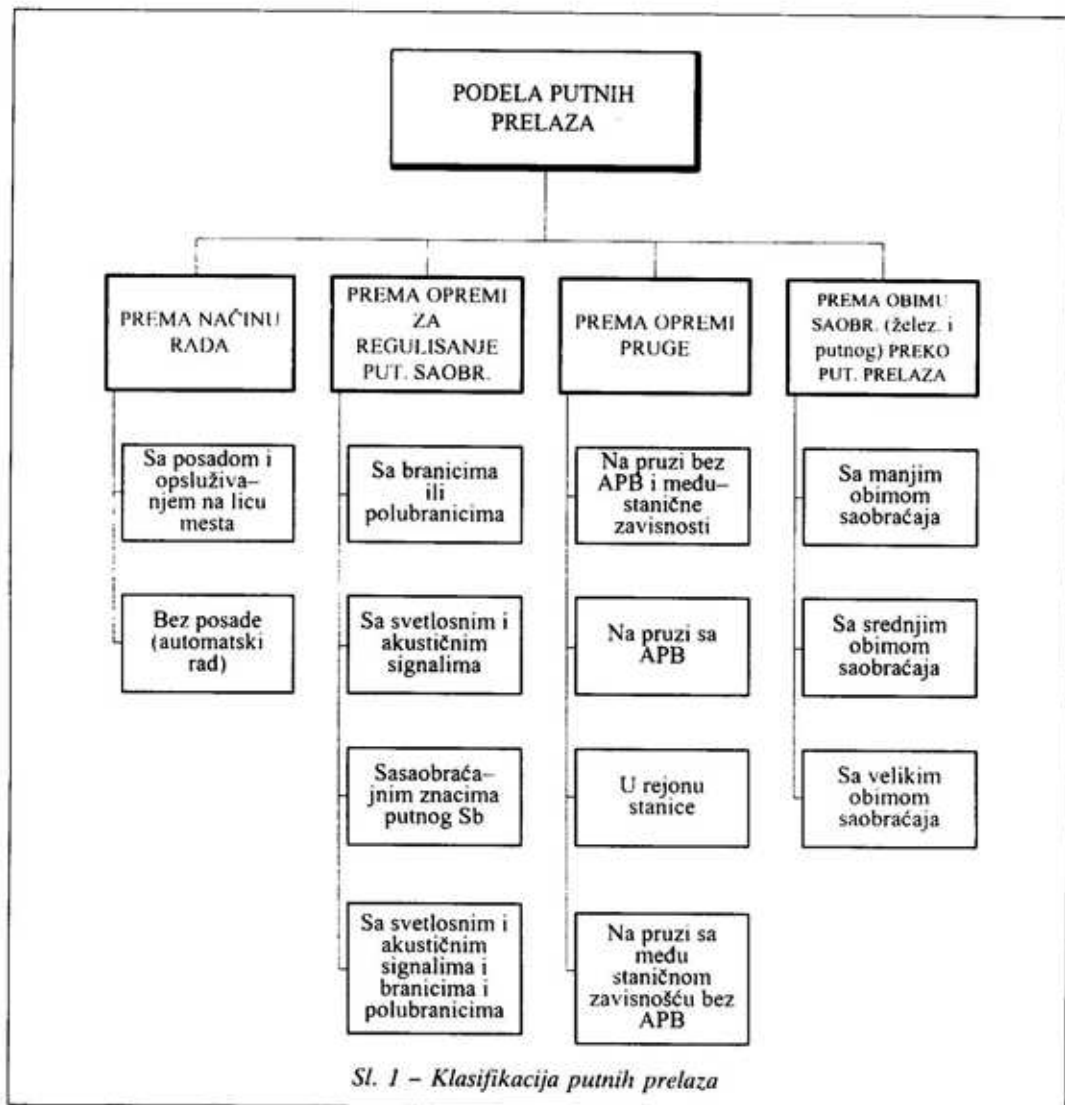 PODELA PUTNIH
PRELAZA
PREMA NAČINU
RADA
PREMA OPREMI
ZA
REGULISANJE
PUT. SAOBR.
PREMA OPREMI
PRUGE
PREMA OBIMU
SAOBR. (želez. i
putnog) PREKO
PUT. PRELAZA
Sa posadom i
opsluživa–
njem na licu
mesta
Bez posade
(automatski
rad)
Sa branicima
ili
polubranicima
Sa svetlosnim i
akustičnim
signalima
Sasaobraća–
jnim znacima
putnog Sb
Sa svetlosnim i
akustičnim
signalima i
branicima i
polubranicima
Na pruzi bez
APB i među–
stanične
zavisnosti
Na pruzi sa
APB
U rejonu
stanice
Na pruzi sa
među
staničnom
zavisnošću bez
APB
Sa manjim
obimom
saobraćaja
Sa srednjim
obimom
saobraćaja
Sa velikim
obimom
saobraćaja
Sl. 1 – Klasifikacija putnih prelaza